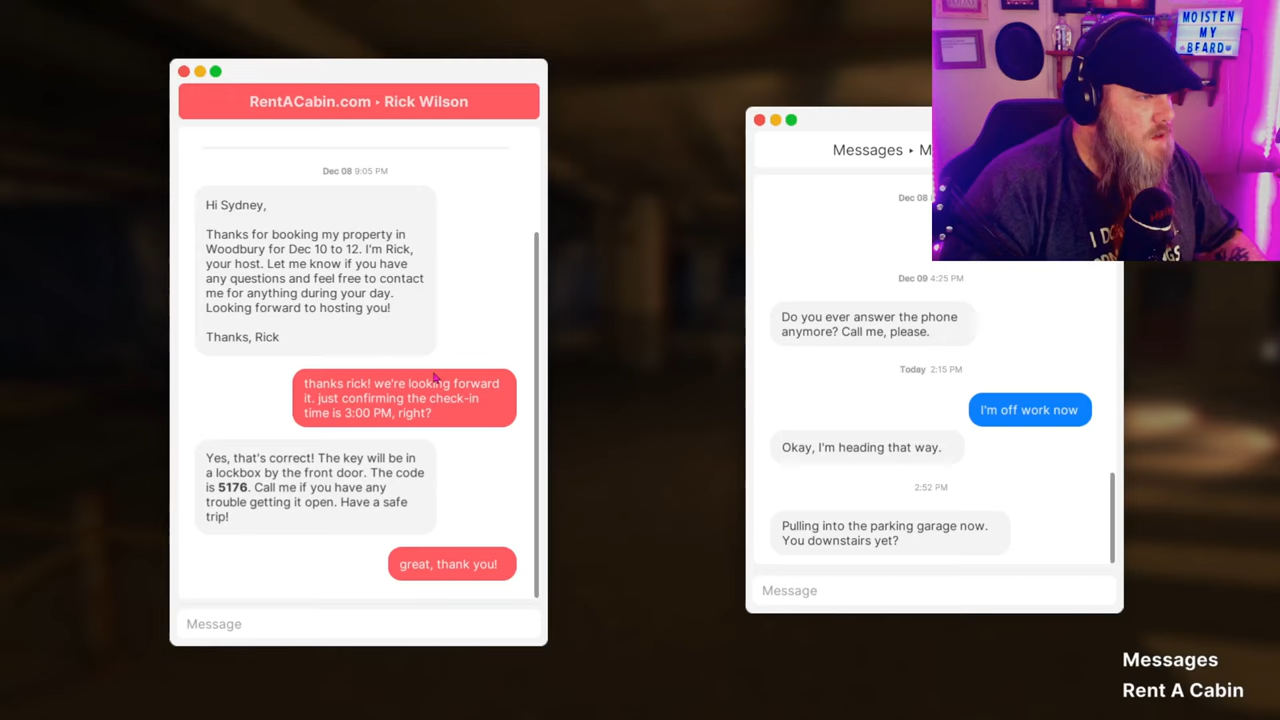 RentACabin.com ‣ Rick Wilson
Dec 08 9:05 PM
Hi Sydney,
Thanks for booking my property in
Woodbury for Dec 10 to 12. I'm Rick,
your host. Let me know if you have
any questions and feel free to contact
me for anything during your day.
Looking forward to hosting you!
Thanks, Rick
thanks rick! we're looking forward
it. just confirming the check-in
time is 3:00 PM, right?
Yes, that's correct! The key will be in
a lockbox by the front door. The code
is 5176. Call me if you have any
trouble getting it open. Have a safe
trip!
great, thank you!
Message
Messages ‣ M
Dec 08
Dec 09 4:25 PM
Do you ever answer the phone
anymore? Call me, please.
Today 2:15 PM
I'm off work now
Okay, I'm heading that way.
2:52 PM
Pulling into the parking garage now.
You downstairs yet?
Message
Messages
Rent A Cabin
MOISTEN
MY
BEARD
I DO